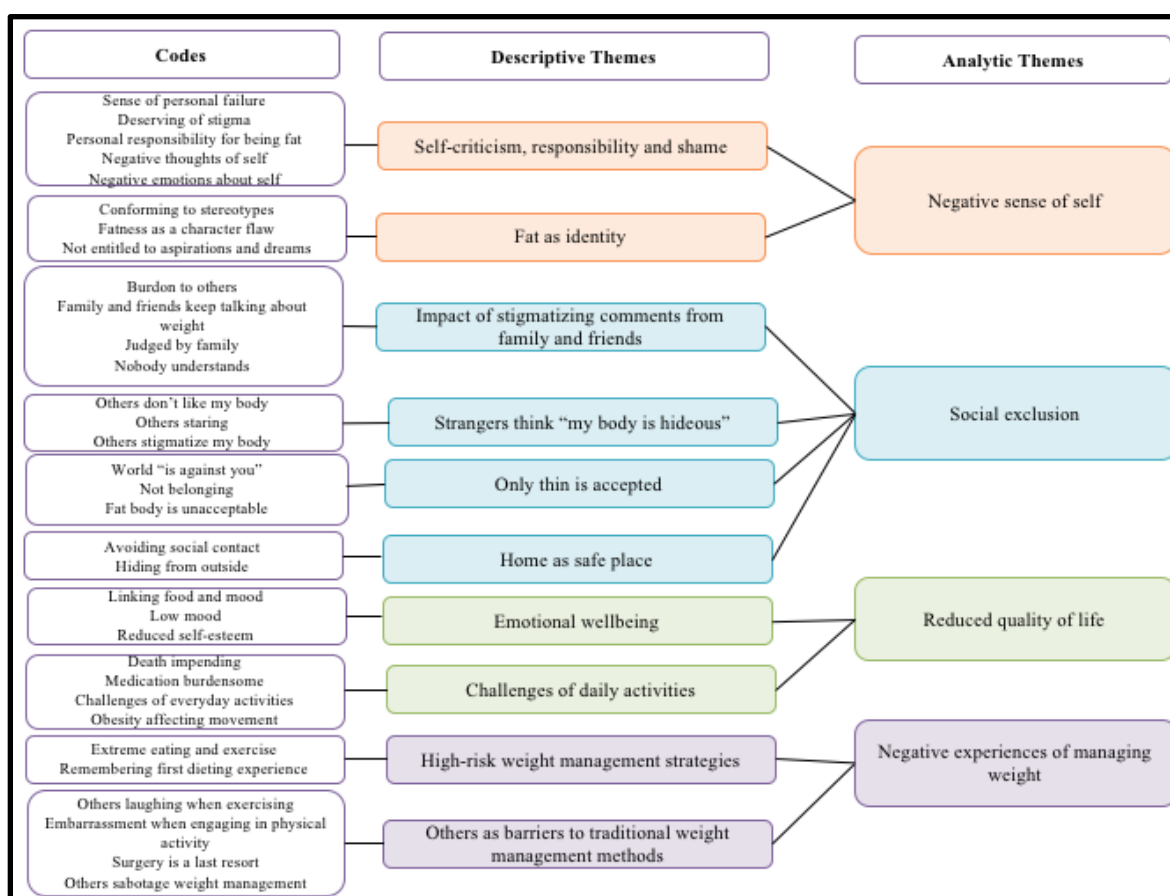 Codes
Descriptive Themes
Analytic Themes
Sense of personal failure
Deserving of stigma
Personal responsibility for being fat
Negative thoughts of self
Negative emotions about self
Self-criticism, responsibility and shame
Negative sense of self
Conforming to stereotypes
Fatness as a character flaw
Not entitled to aspirations and dreams
Fat as identity
Burdon to others
Family and friends keep talking about
weight
Judged by family
Nobody understands
Impact of stigmatizing comments from
family and friends
Social exclusion
Others don’t like my body
Others staring
Others stigmatize my body
Strangers think “my body is hideous”
World “is against you”
Not belonging
Fat body is unacceptable
Only thin is accepted
Avoiding social contact
Hiding from outside
Home as safe place
Linking food and mood
Low mood
Reduced self-esteem
Emotional wellbeing
Reduced quality of life
Death impending
Medication burdensome
Challenges of everyday activities
Obesity affecting movement
Challenges of daily activities
Extreme eating and exercise
Remembering first dieting experience
High-risk weight management strategies
Negative experiences of managing
weight
Others laughing when exercising
Embarrassment when engaging in physical
activity
Surgery is a last resort
Others sabotage weight management
Others as barriers to traditional weight
management methods